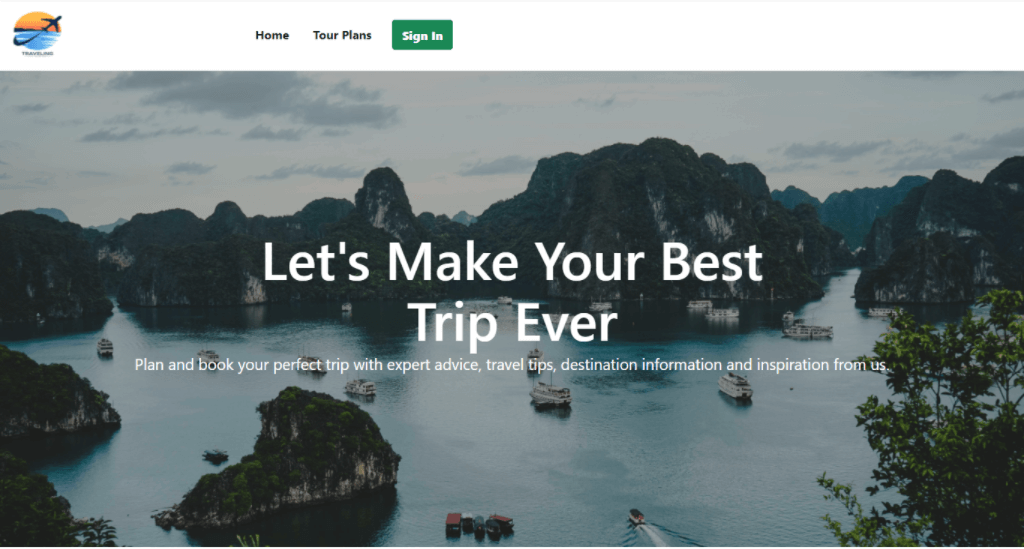 TRAVELING
Home
Tour Plans
Sign In
Let's Make Your Best
Trip Ever
Plan and book your perfect trip with expert advice, travel tips, destination information and inspiration from us.